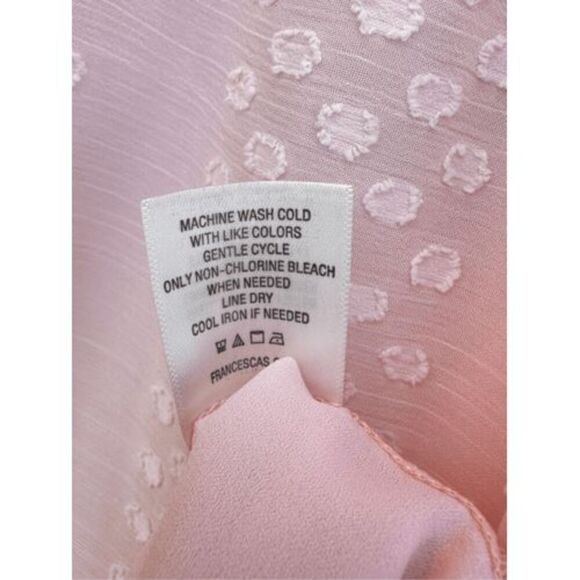 MACHINE WASH COLD
WITH LIKE COLORS
GENTLE CYCLE
ONLY NON-CHLORINE BLEACH
WHEN NEEDED
LINE DRY
COOL IRON IF NEEDED
FRANCESCAS